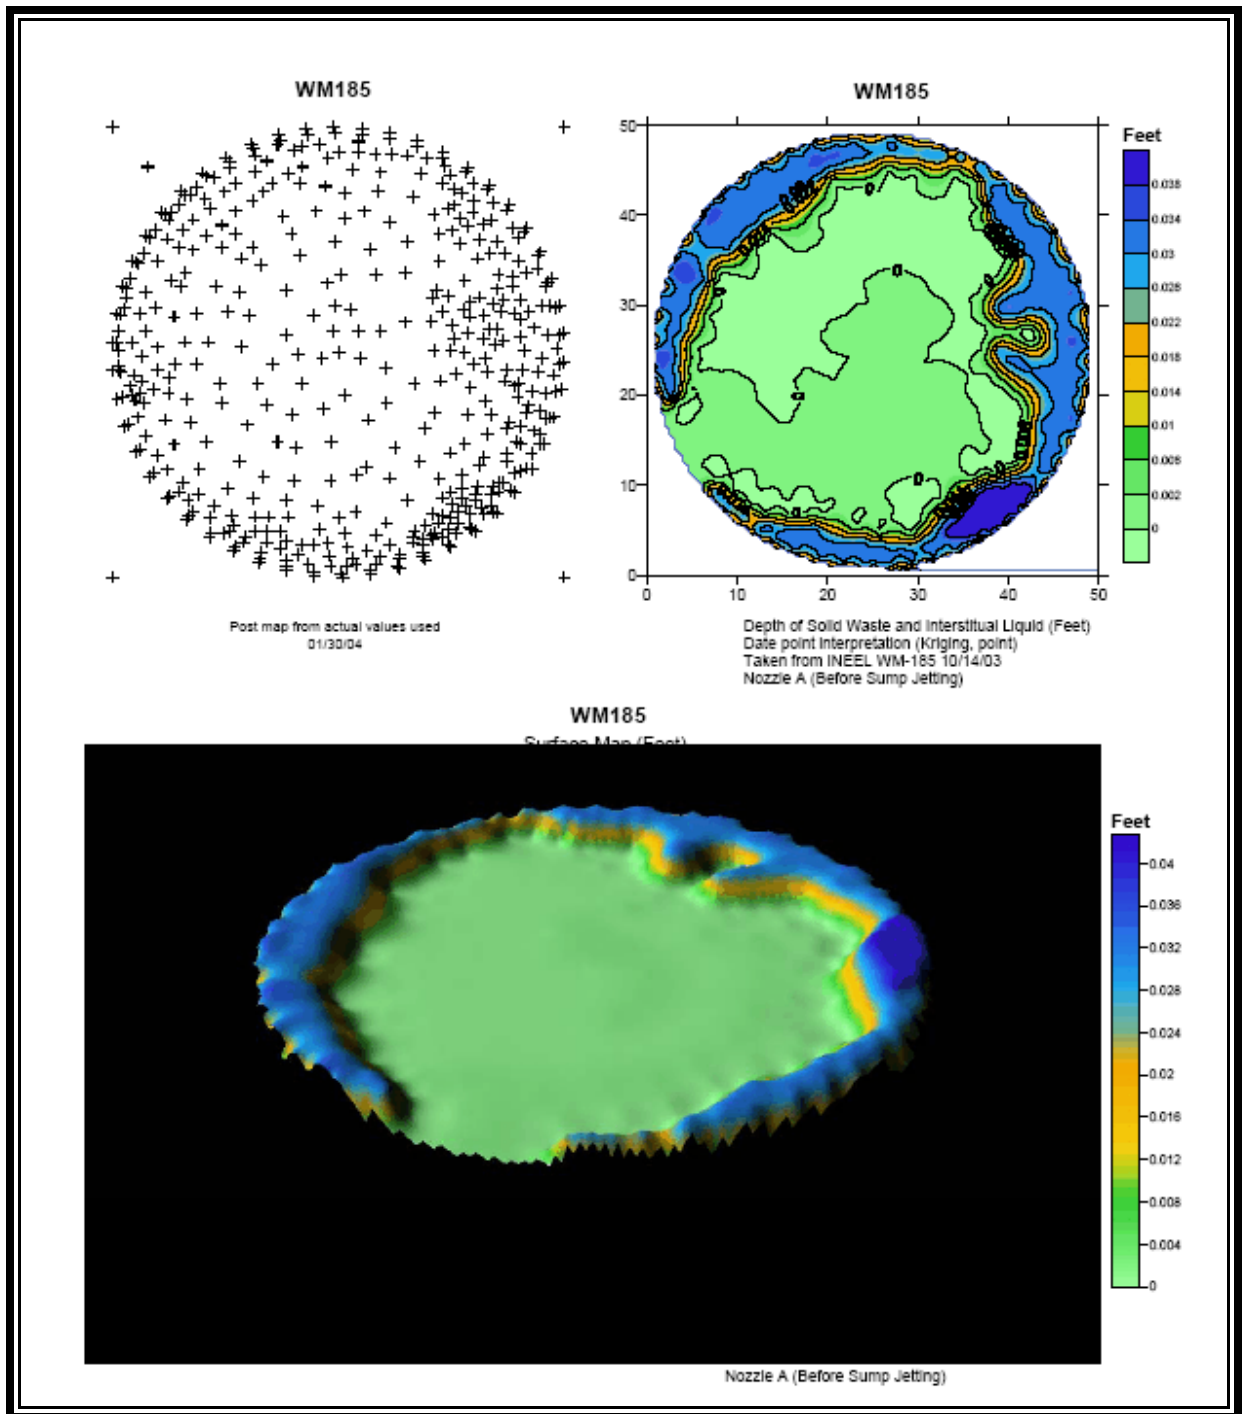 WM185
Post map from actual values used
01/30/04
WM185
50
40
30
20
10
0
0 10 20 30 40 50
Feet
0.038
0.034
0.03
0.028
0.022
0.018
0.014
0.01
0.006
0.002
0
Depth of Solid Waste and Interstitual Liquid (Feet)
Date point Interpretation (Kriging, point)
Taken from INEEL WM-185 10/14/03
Nozzle A (Before Sump Jetting)
WM185
Surface Map (Feet)
Feet
0.04
0.036
0.032
0.028
0.024
0.02
0.016
0.012
0.008
0.004
0
Nozzle A (Before Sump Jetting)